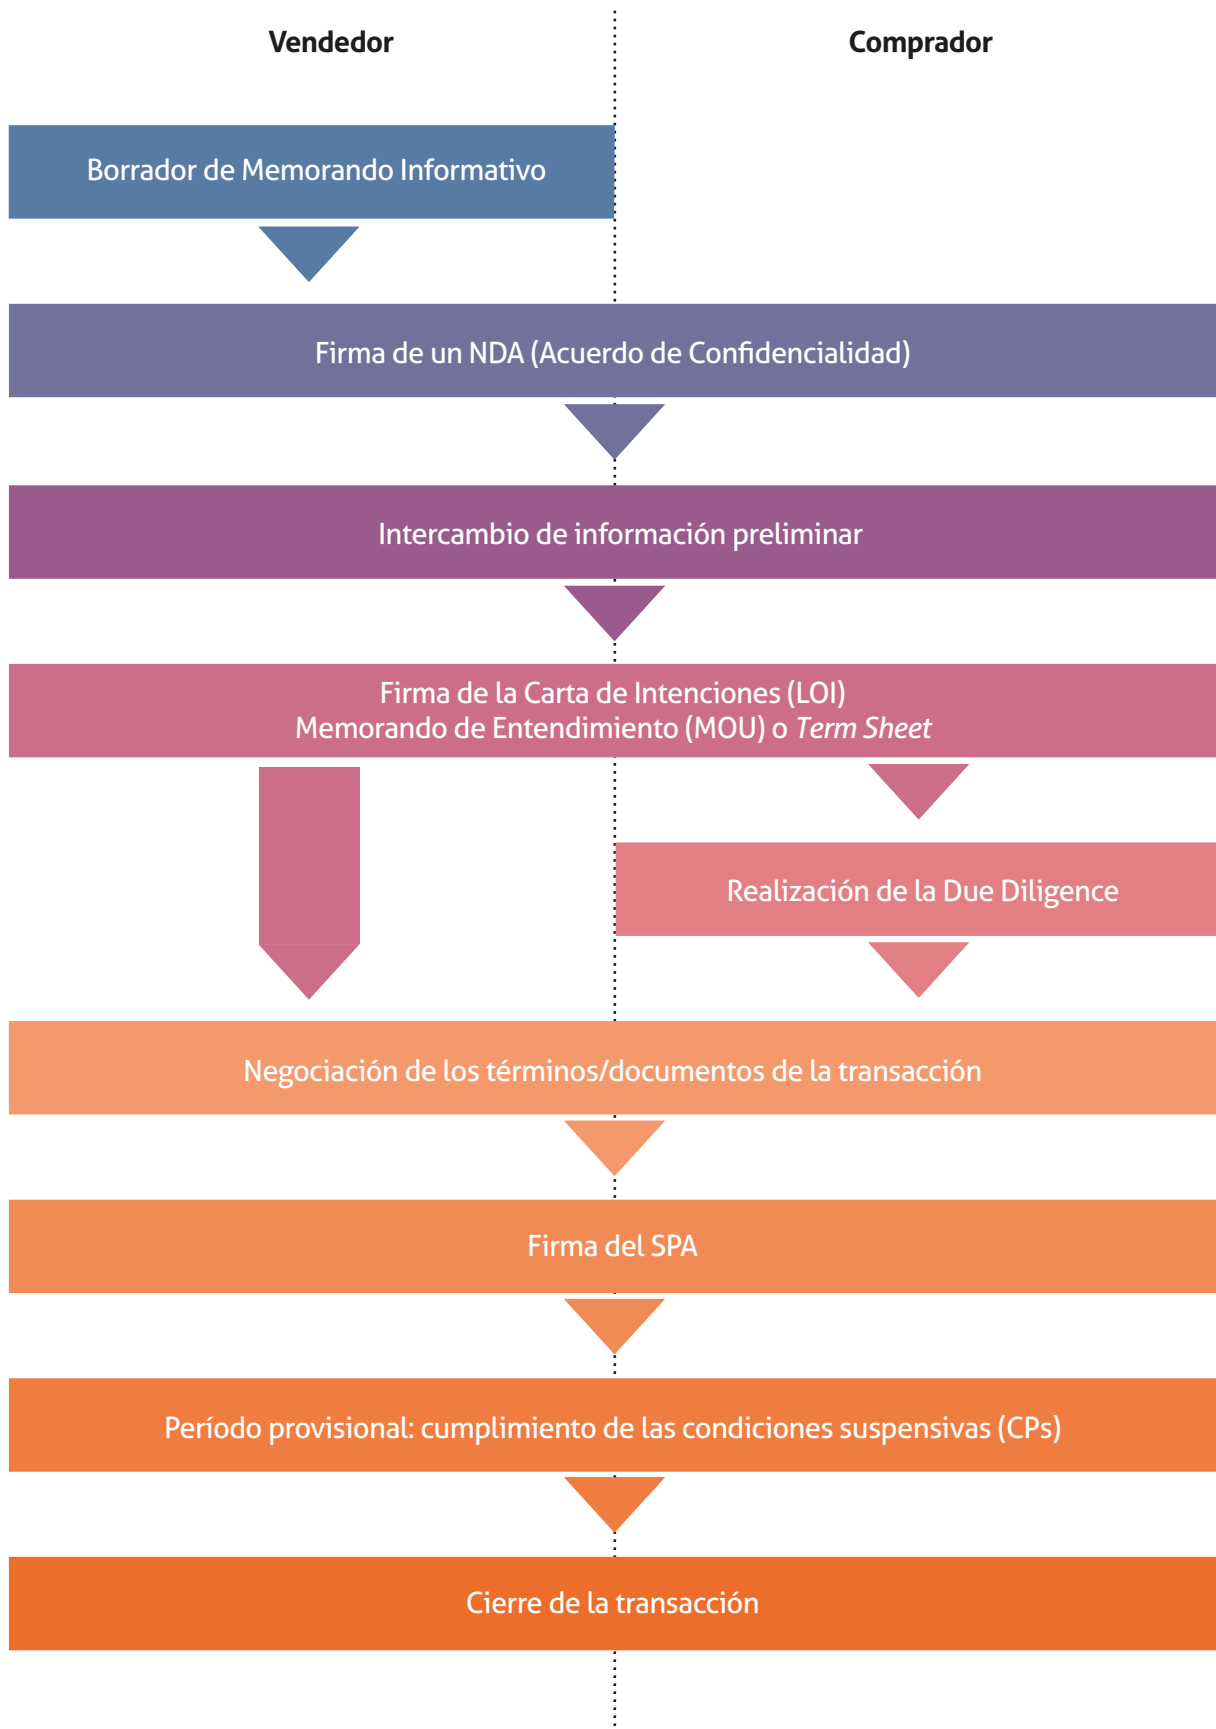 Vendedor
Comprador
Borrador de Memorando Informativo
Firma de un NDA (Acuerdo de Confidencialidad)
Intercambio de información preliminar
Firma de la Carta de Intenciones (LOI)
Memorando de Entendimiento (MOU) o Term Sheet
Realización de la Due Diligence
Negociación de los términos/documentos de la transacción
Firma del SPA
Período provisional: cumplimiento de las condiciones suspensivas (CPs)
Cierre de la transacción